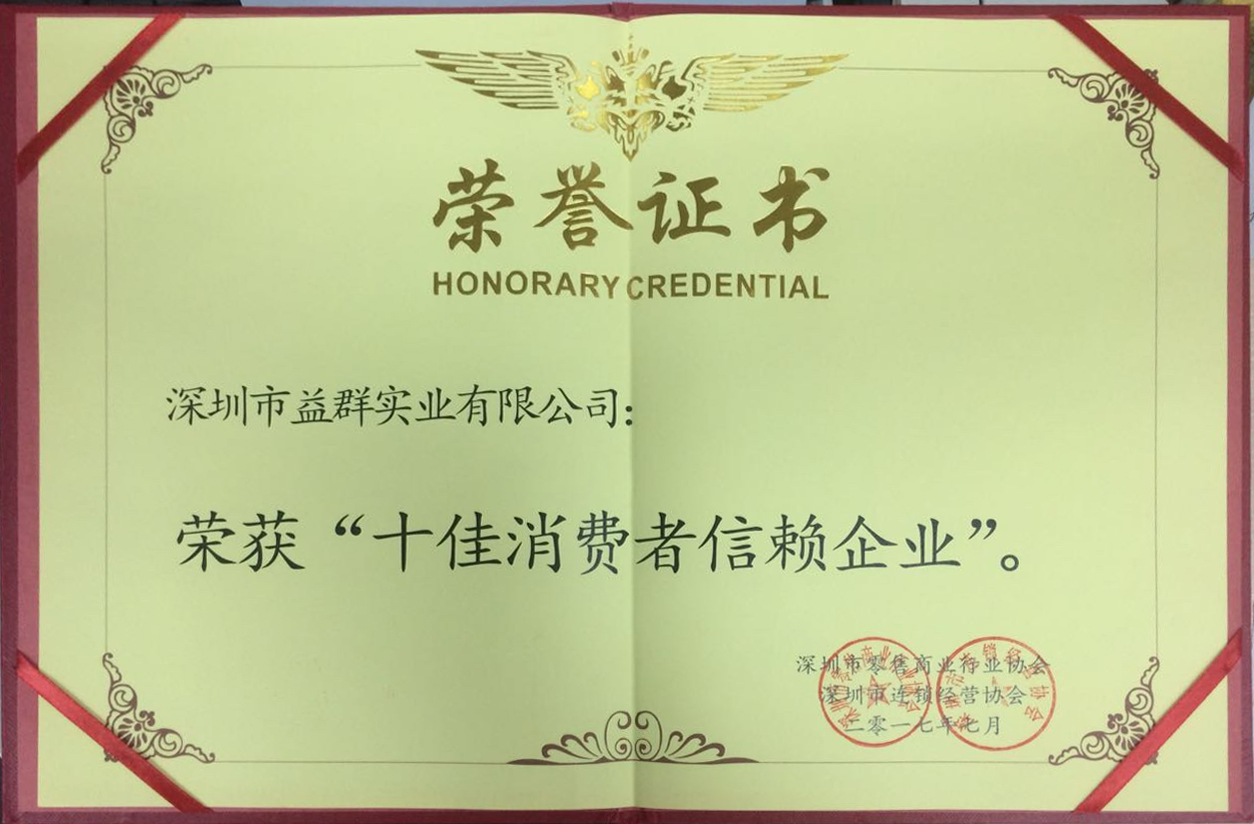 荣誉证书
HONORARY CREDENTIAL
深圳市益群实业有限公司:
荣获“十佳消费者信赖企业”。
深圳市零售商业行业协会
深圳市连锁经营协会
二零一七年七月